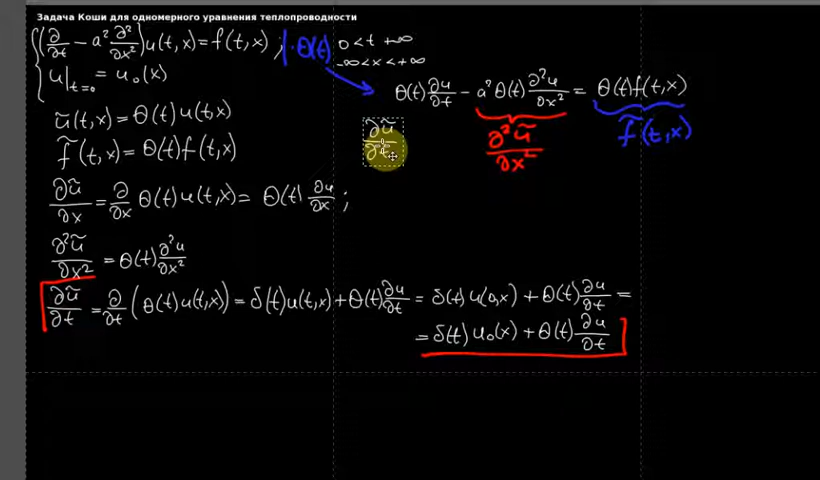 Задача Коши для одномерного уравнения теплопроводности
{ (∂/∂t − a² ∂²/∂x²) u(t,x) = f(t,x) ; | · Θ(t) 0 < t +∞
−∞ < x < +∞
u|ₜ₌₀ = u₀(x)
Θ(t) ∂u/∂t − a² Θ(t) ∂²u/∂x² = Θ(t) f(t,x)
∂²ũ/∂x² f̃(t,x)
ũ(t,x) = Θ(t) u(t,x)
∂ũ/∂t
f̃(t,x) = Θ(t) f(t,x)
∂ũ/∂x = ∂/∂x Θ(t) u(t,x) = Θ(t) ∂u/∂x ;
∂²ũ/∂x² = Θ(t) ∂²u/∂x²
∂ũ/∂t = ∂/∂t (Θ(t) u(t,x)) = δ(t) u(t,x) + Θ(t) ∂u/∂t = δ(t) u(0,x) + Θ(t) ∂u/∂t =
= δ(t) u₀(x) + Θ(t) ∂u/∂t